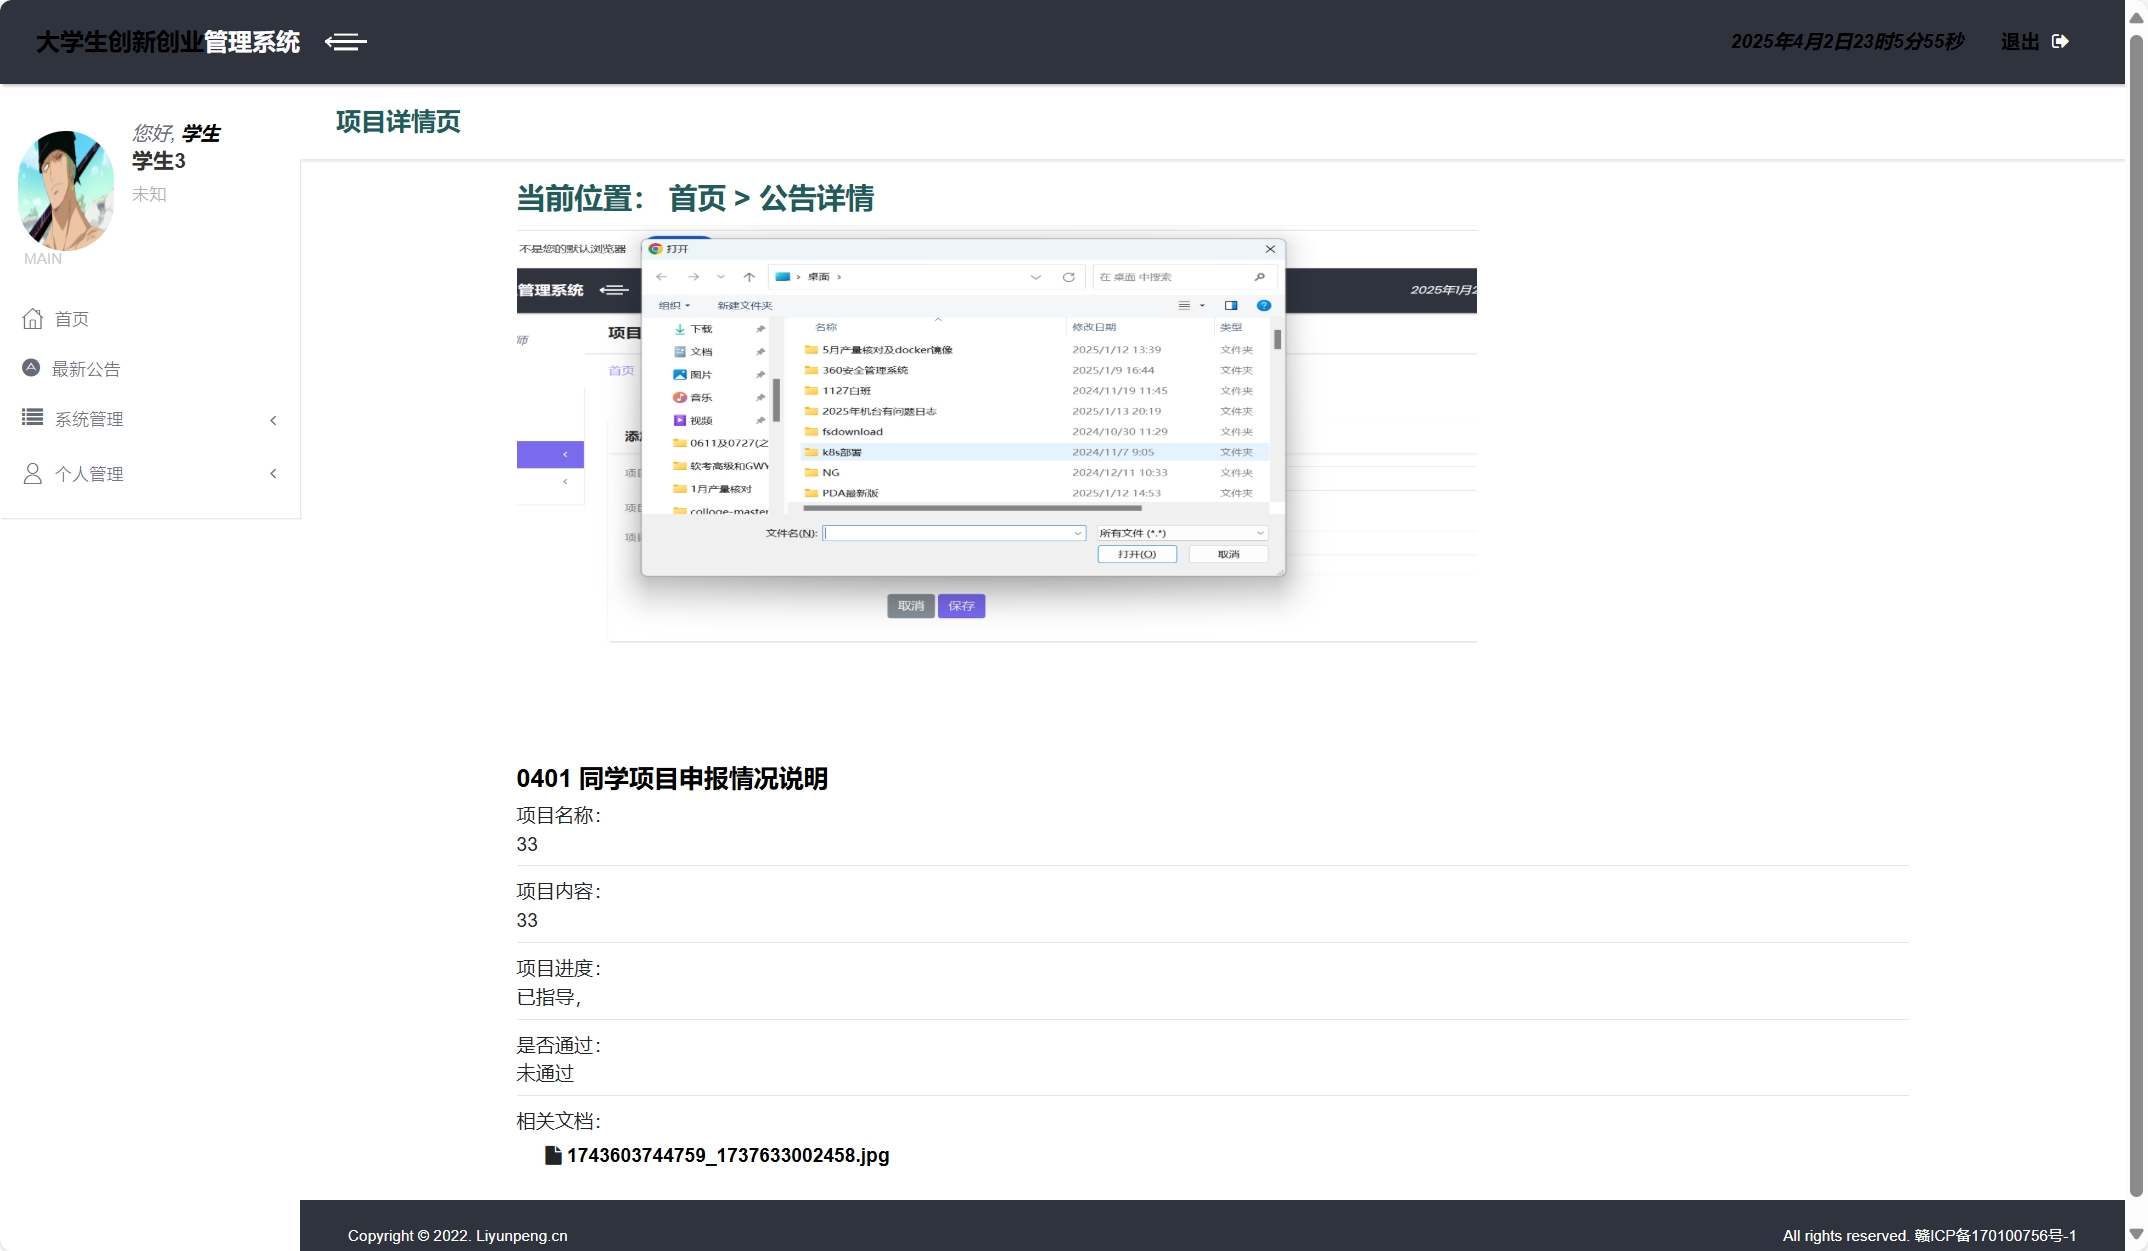 大学生创新创业管理系统
2025年4月2日23时5分55秒
退出
您好, 学生
学生3
未知
MAIN
首页
最新公告
系统管理
个人管理
项目详情页
当前位置： 首页 > 公告详情
不是您的默认浏览器
打开
管理系统
2025年1月2
桌面
在 桌面 中搜索
组织
新建文件夹
师
项目
首页
添
项目
项目
项目
下载
文档
图片
音乐
视频
0611及0727(之
软考高级和GWY
1月产量核对
colloge-master
名称
修改日期
类型
5月产量核对及docker镜像 2025/1/12 13:39 文件夹
360安全管理系统 2025/1/9 16:44 文件夹
1127白班 2024/11/19 11:45 文件夹
2025年机台有问题日志 2025/1/13 20:19 文件夹
fsdownload 2024/10/30 11:29 文件夹
k8s部署 2024/11/7 9:05 文件夹
NG 2024/12/11 10:33 文件夹
PDA最新版 2025/1/12 14:53 文件夹
文件名(N):
所有文件 (*.*)
打开(O)
取消
取消
保存
0401 同学项目申报情况说明
项目名称：
33
项目内容：
33
项目进度：
已指导，
是否通过：
未通过
相关文档：
1743603744759_1737633002458.jpg
Copyright © 2022. Liyunpeng.cn
All rights reserved. 赣ICP备170100756号-1